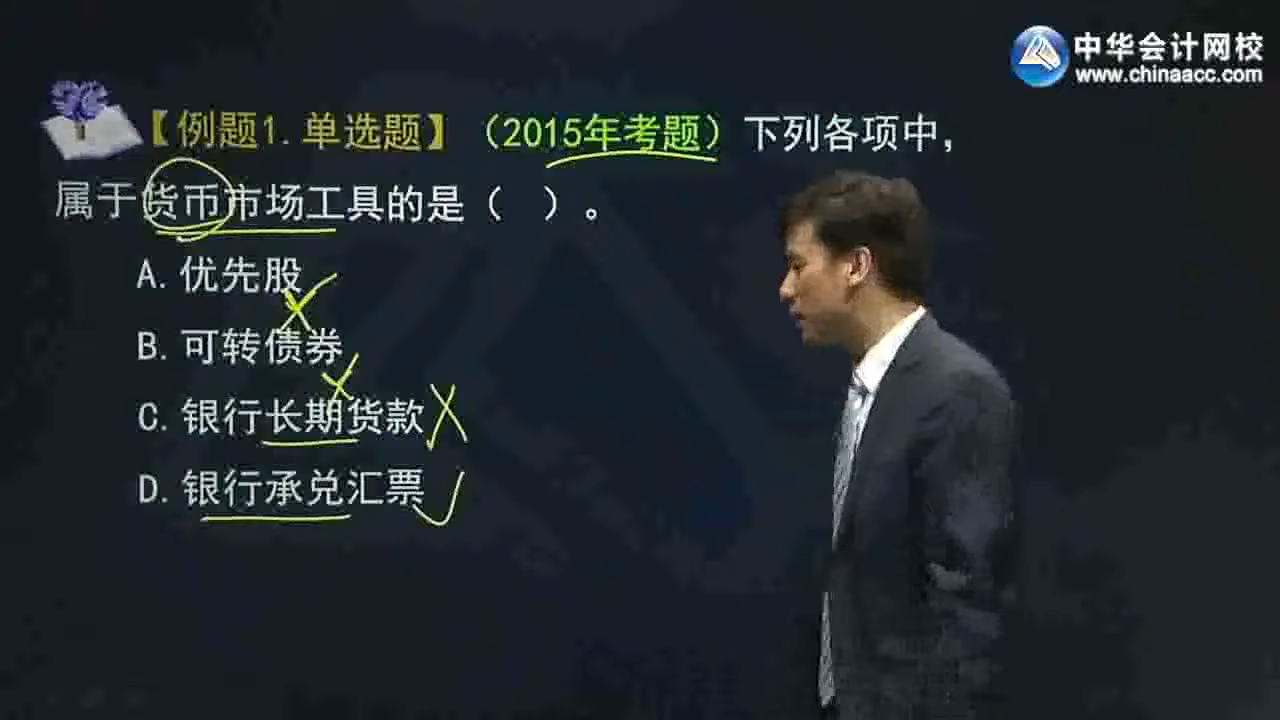 中华会计网校
www.chinaacc.com
【例题1.单选题】（2015年考题）下列各项中，
属于货币市场工具的是（ ）。
A.优先股
B.可转债券
C.银行长期货款
D.银行承兑汇票